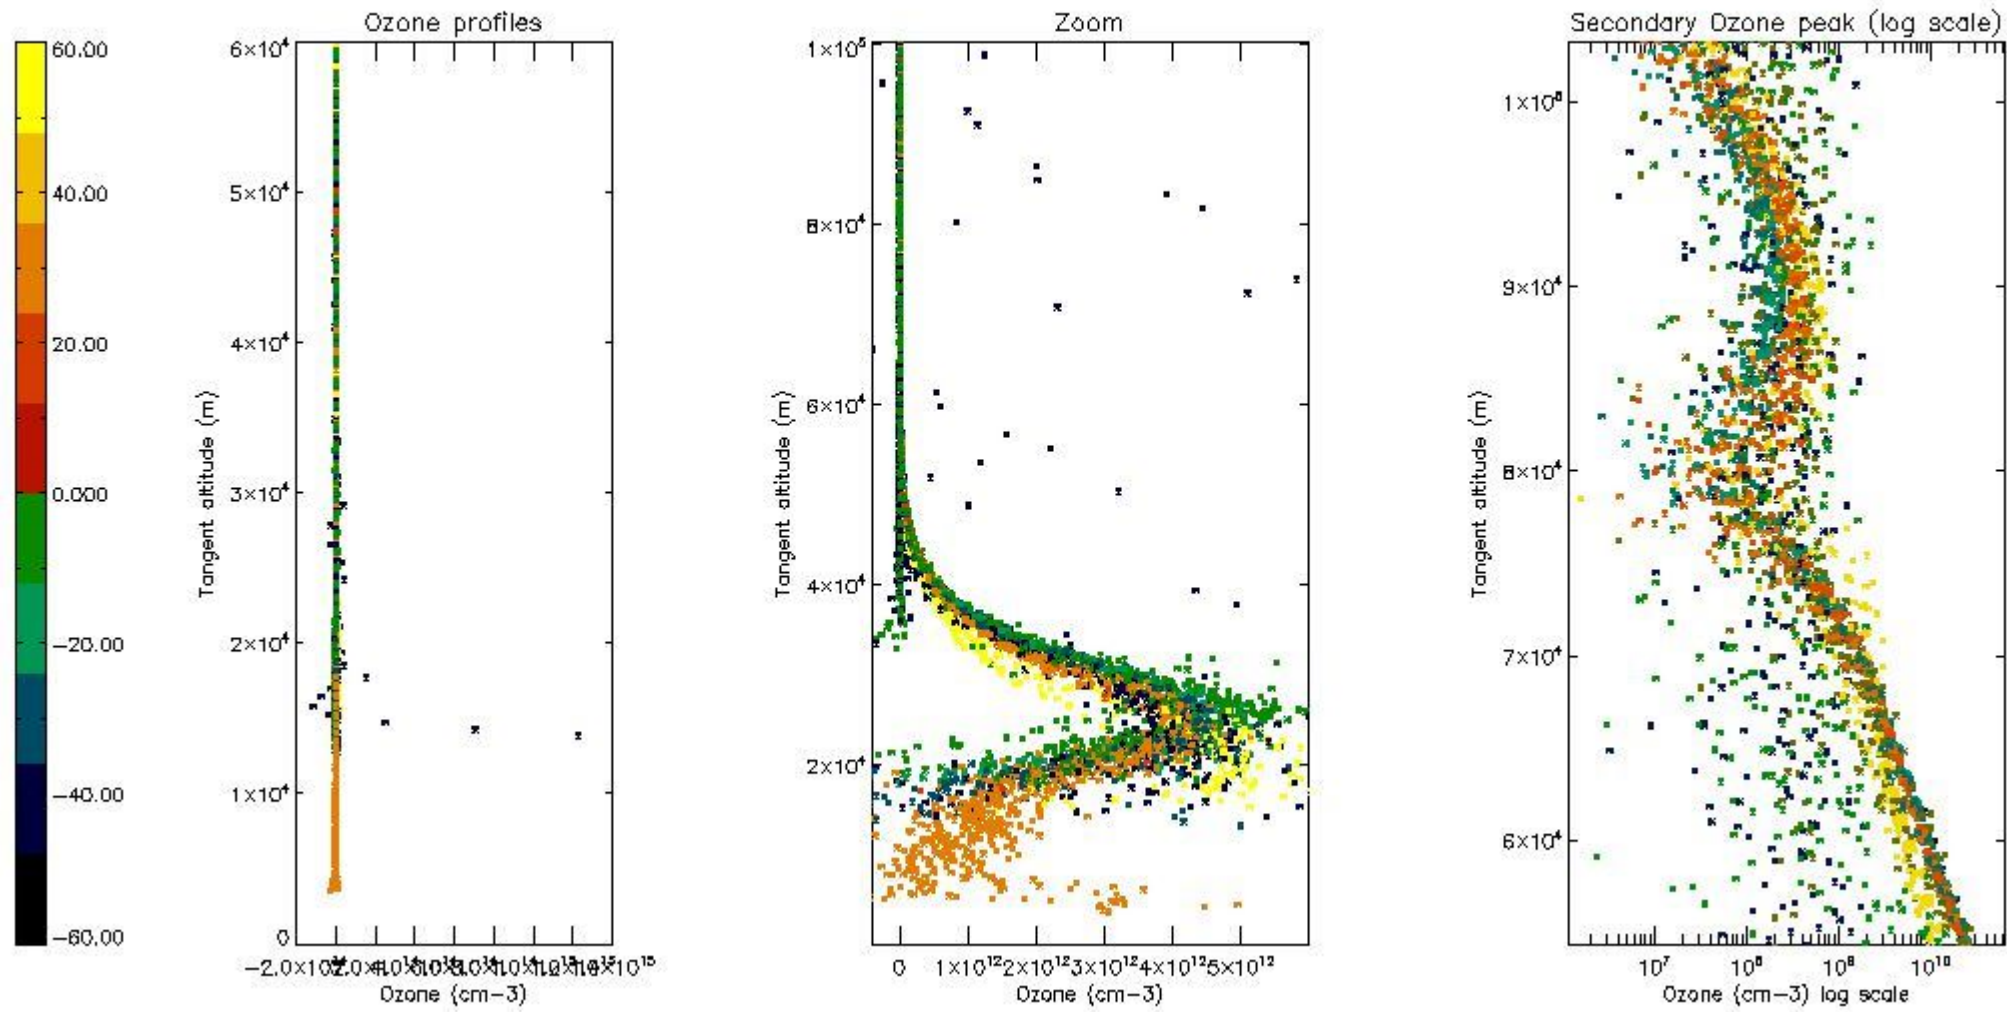 Ozone profiles
Zoom
Secondary Ozone peak (log scale)
60.00
40.00
20.00
0.000
−20.00
−40.00
−60.00
6×10⁴
5×10⁴
4×10⁴
3×10⁴
2×10⁴
1×10⁴
0
Tangent altitude (m)
Ozone (cm−3)
1×10⁵
8×10⁴
6×10⁴
4×10⁴
2×10⁴
Tangent altitude (m)
0 1×10¹² 2×10¹² 3×10¹² 4×10¹² 5×10¹²
Ozone (cm−3)
1×10⁵
9×10⁴
8×10⁴
7×10⁴
6×10⁴
Tangent altitude (m)
10⁷ 10⁸ 10⁹ 10¹⁰
Ozone (cm−3) log scale